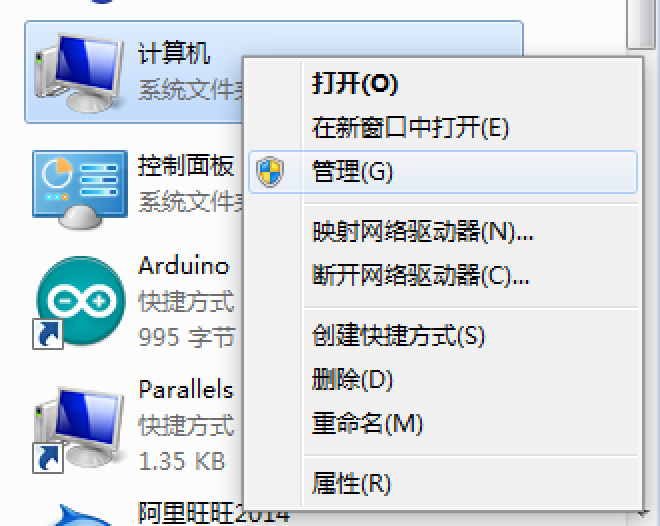 计算机
系统文件
控制面板
系统文件
Arduino
快捷方式
995 字节
Parallels
快捷方式
1.35 KB
阿里旺旺2014
打开(O)
在新窗口中打开(E)
管理(G)
映射网络驱动器(N)...
断开网络驱动器(C)...
创建快捷方式(S)
删除(D)
重命名(M)
属性(R)